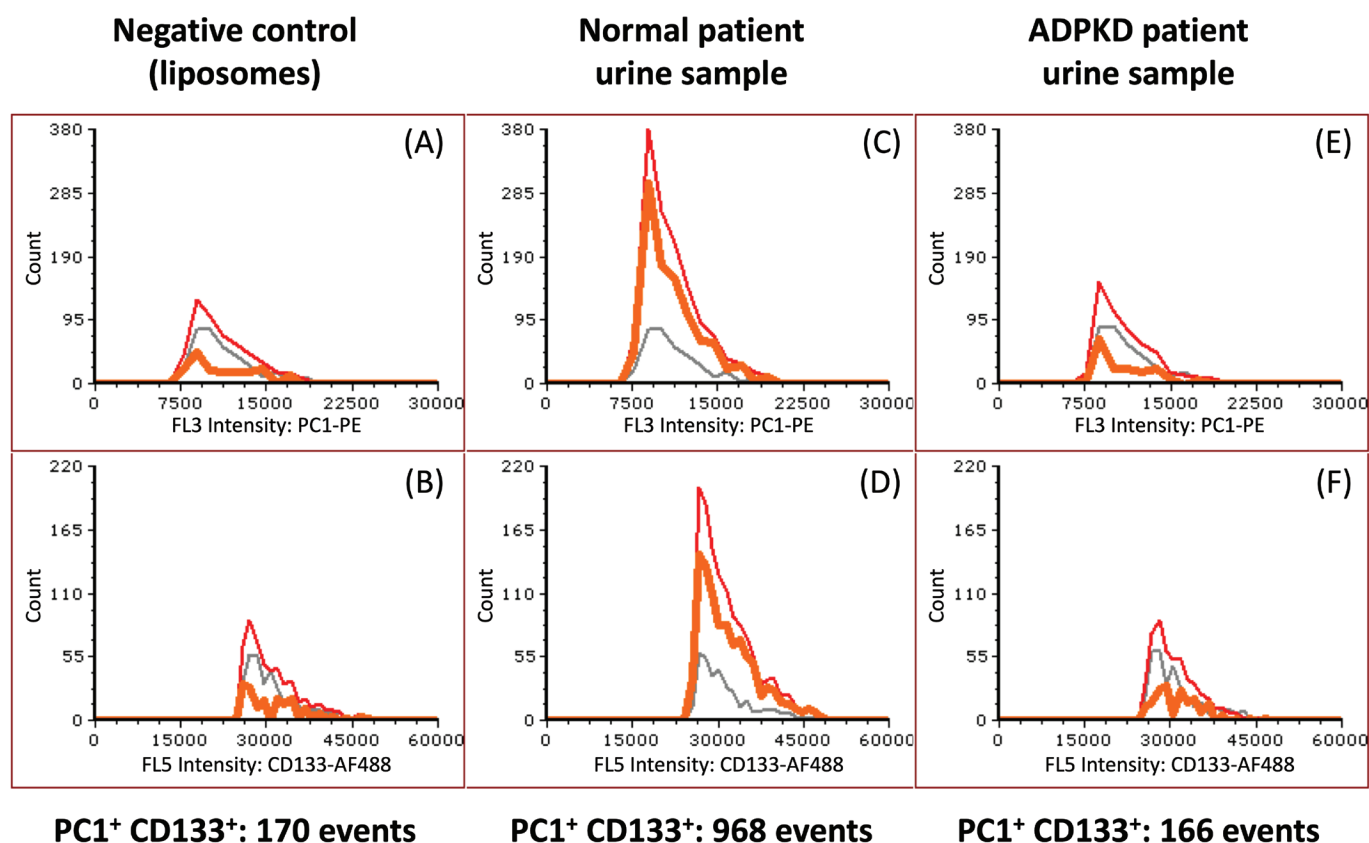 Negative control
(liposomes)
Normal patient
urine sample
ADPKD patient
urine sample
(A)
380
285
190
95
0
Count
0 7500 15000 22500 30000
FL3 Intensity: PC1-PE
(C)
380
285
190
95
0
Count
0 7500 15000 22500 30000
FL3 Intensity: PC1-PE
(E)
380
285
190
95
0
Count
0 7500 15000 22500 30000
FL3 Intensity: PC1-PE
(B)
220
165
110
55
0
Count
0 15000 30000 45000 60000
FL5 Intensity: CD133-AF488
(D)
220
165
110
55
0
Count
0 15000 30000 45000 60000
FL5 Intensity: CD133-AF488
(F)
220
165
110
55
0
Count
0 15000 30000 45000 60000
FL5 Intensity: CD133-AF488
PC1⁺ CD133⁺: 170 events
PC1⁺ CD133⁺: 968 events
PC1⁺ CD133⁺: 166 events